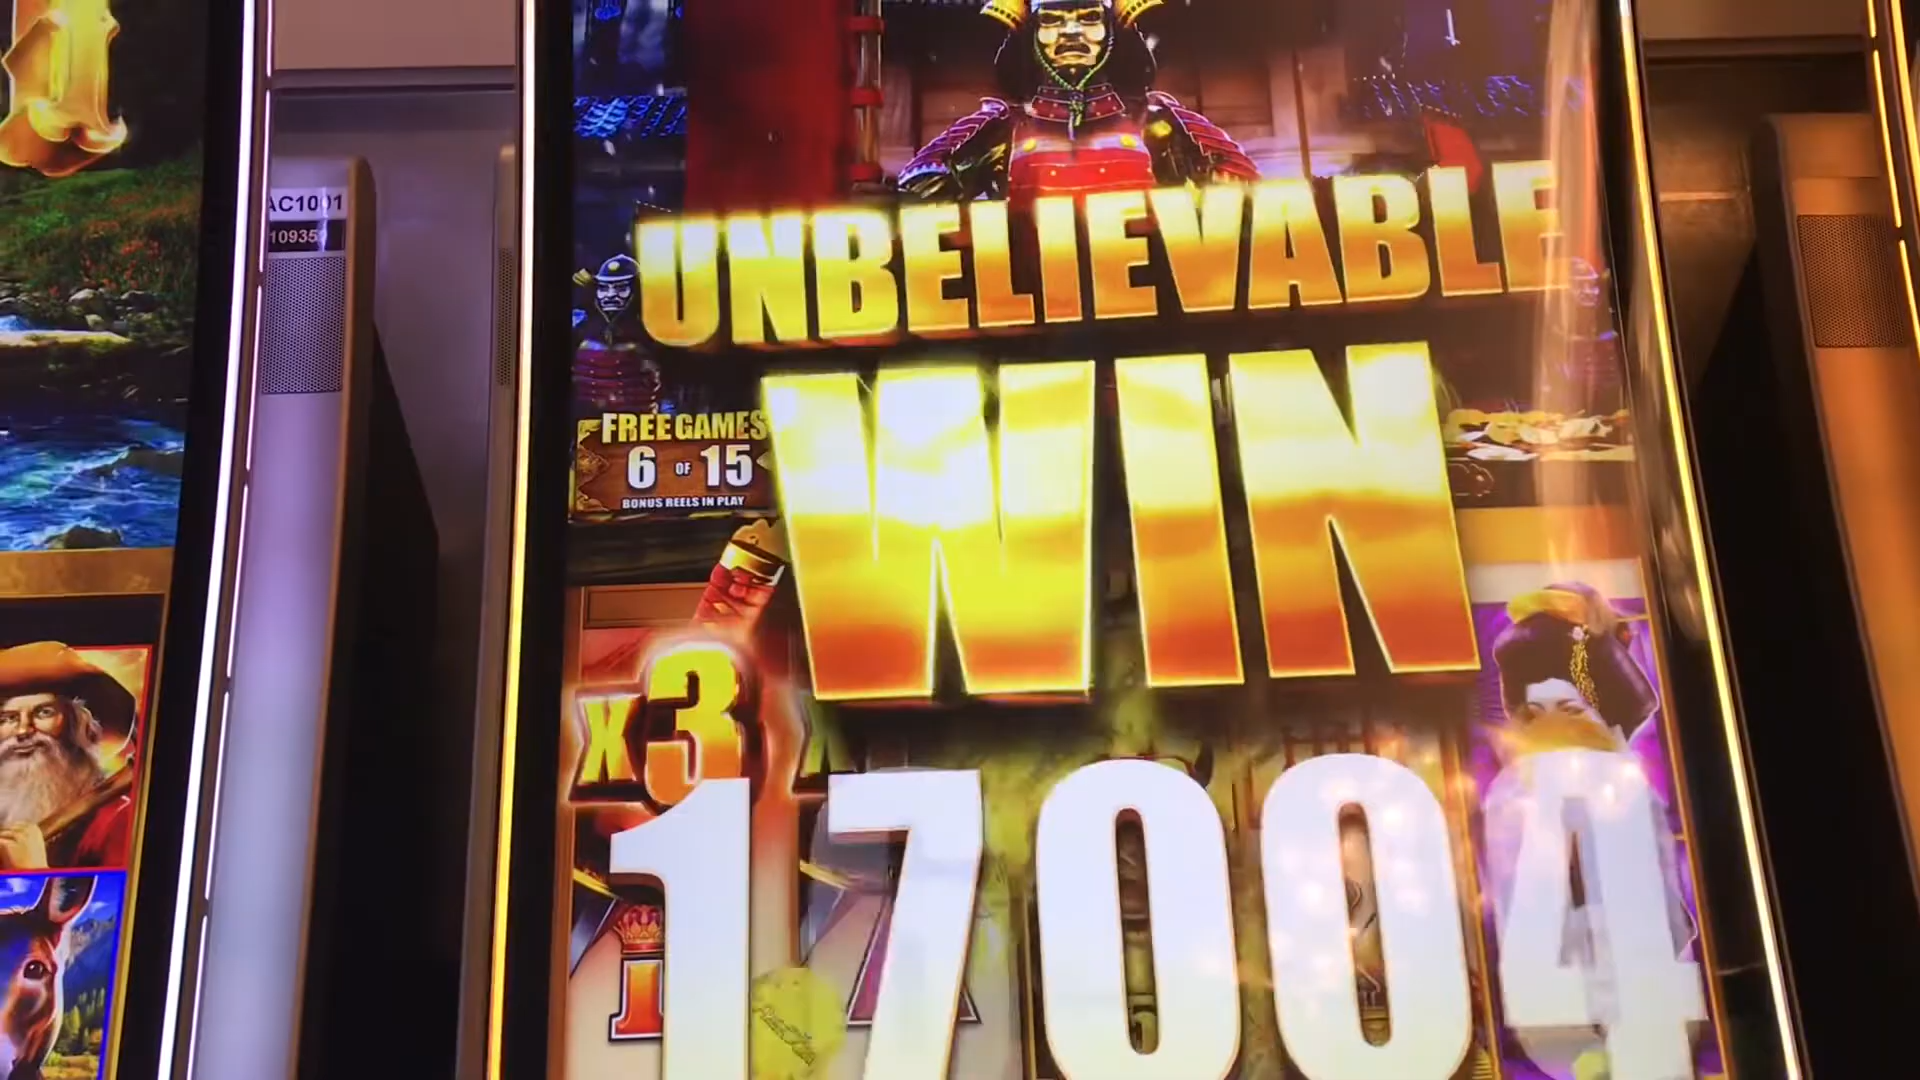 AC1001
109359
UNBELIEVABLE
WIN
FREE GAMES
6 OF 15
BONUS REELS IN PLAY
X3
17004